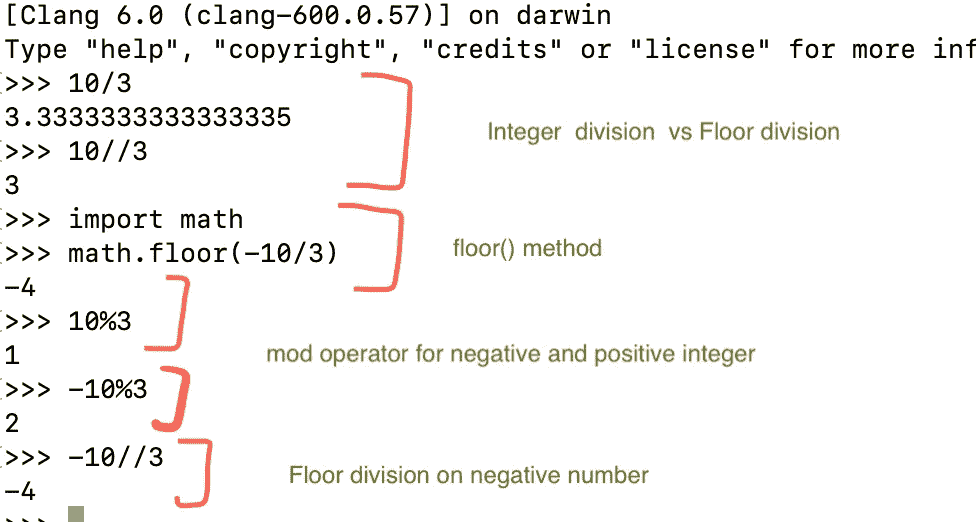 [Clang 6.0 (clang-600.0.57)] on darwin
Type "help", "copyright", "credits" or "license" for more inf
>>> 10/3
3.3333333333333335
Integer division vs Floor division
>>> 10//3
3
>>> import math
>>> math.floor(-10/3)
floor() method
-4
>>> 10%3
1
mod operator for negative and positive integer
>>> -10%3
2
>>> -10//3
Floor division on negative number
-4
>>>